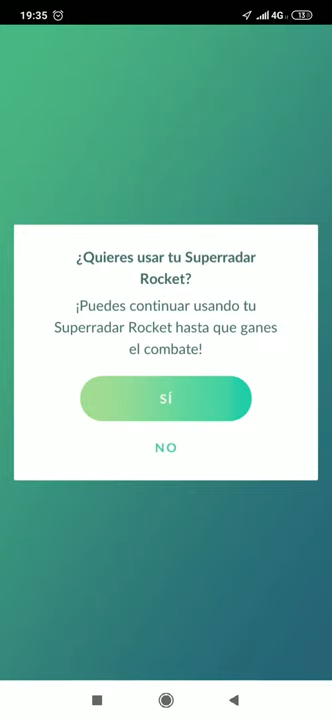 19:35
4G
13
¿Quieres usar tu Superradar
Rocket?
¡Puedes continuar usando tu
Superradar Rocket hasta que ganes
el combate!
SÍ
NO